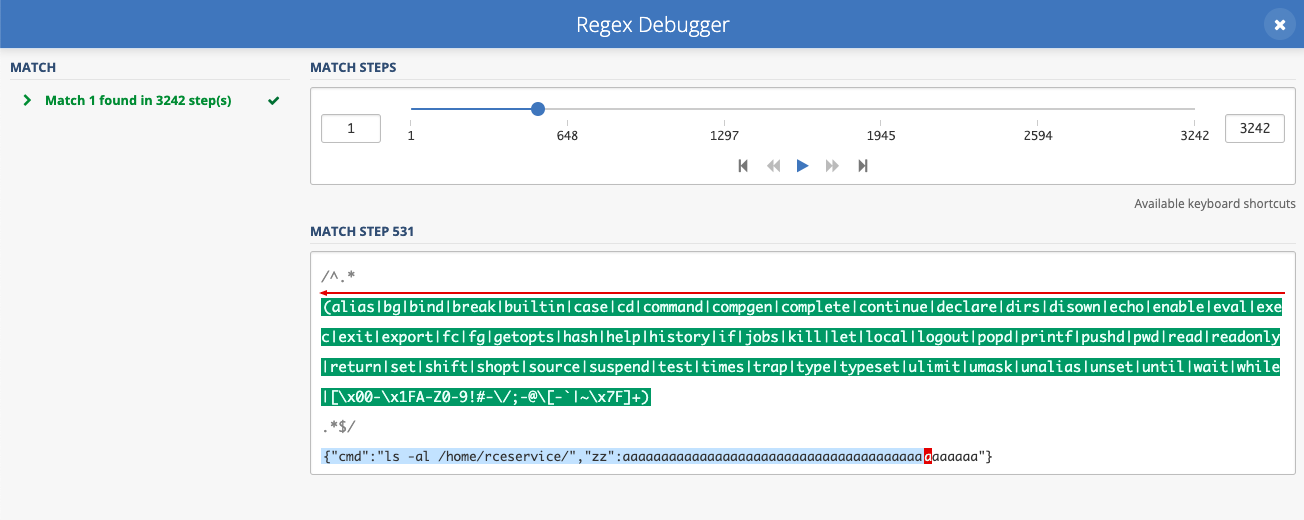 Regex Debugger
MATCH
Match 1 found in 3242 step(s)
MATCH STEPS
1
1 648 1297 1945 2594 3242
3242
Available keyboard shortcuts
MATCH STEP 531
/^.*
(alias|bg|bind|break|builtin|case|cd|command|compgen|complete|continue|declare|dirs|disown|echo|enable|eval|exe
c|exit|export|fc|fg|getopts|hash|help|history|if|jobs|kill|let|local|logout|popd|printf|pushd|pwd|read|readonly
|return|set|shift|shopt|source|suspend|test|times|trap|type|typeset|ulimit|umask|unalias|unset|until|wait|while
|[\x00-\x1FA-Z0-9!#-\/;-@\[-`|~\x7F]+)
.*$/
{"cmd":"ls -al /home/rceservice/","zz":aaaaaaaaaaaaaaaaaaaaaaaaaaaaaaaaaaaaaaaaaaaaaa"}